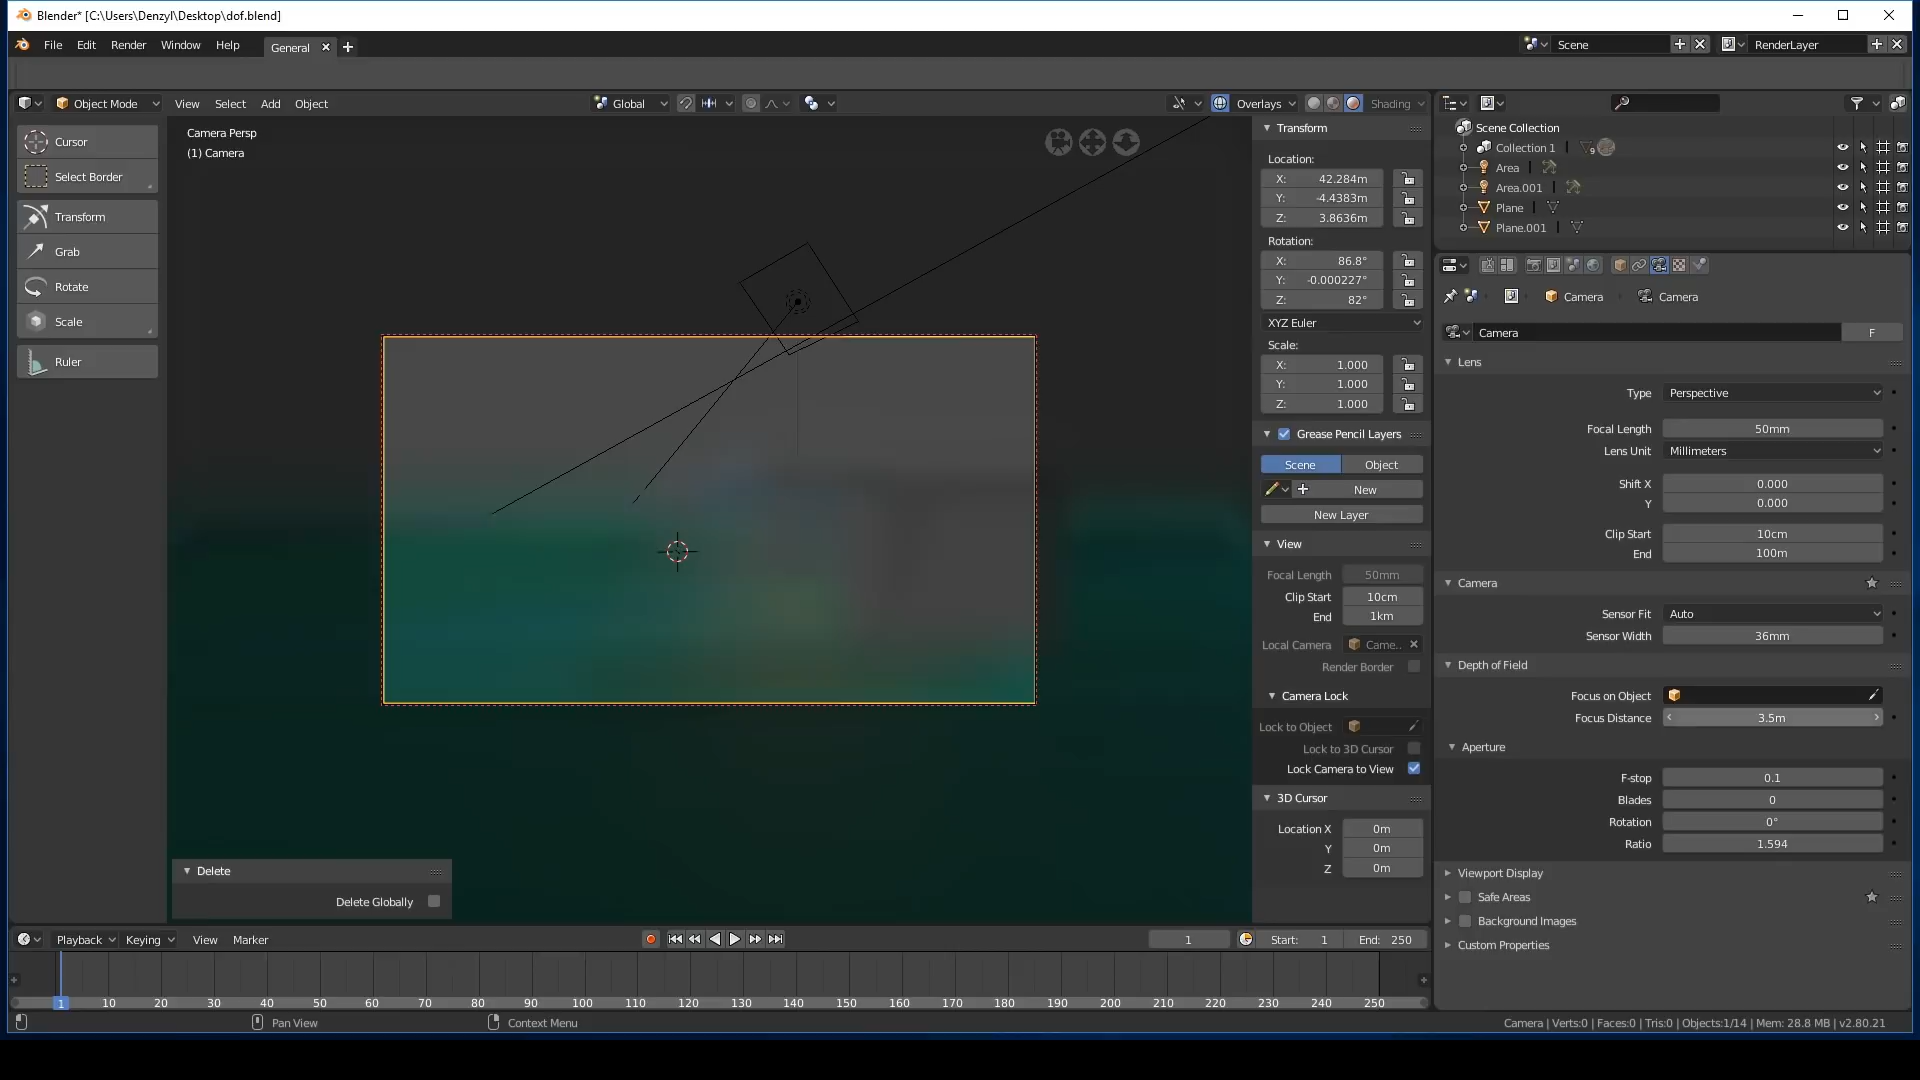 Blender* [C:\Users\Denzyl\Desktop\dof.blend]
File Edit Render Window Help General Scene RenderLayer
Object Mode View Select Add Object Global Overlays Shading
Cursor
Select Border
Transform
Grab
Rotate
Scale
Ruler
Camera Persp
(1) Camera
Delete
Delete Globally
Transform
Location:
X: 42.284m
Y: -4.4383m
Z: 3.8636m
Rotation:
X: 86.8°
Y: -0.000227°
Z: 82°
XYZ Euler
Scale:
X: 1.000
Y: 1.000
Z: 1.000
Grease Pencil Layers
Scene Object
New
New Layer
View
Focal Length 50mm
Clip Start 10cm
End 1km
Local Camera Came..
Render Border
Camera Lock
Lock to Object
Lock to 3D Cursor
Lock Camera to View
3D Cursor
Location X 0m
Y 0m
Z 0m
Scene Collection
Collection 1 9
Area
Area.001
Plane
Plane.001
Camera Camera
Camera F
Lens
Type Perspective
Focal Length 50mm
Lens Unit Millimeters
Shift X 0.000
Y 0.000
Clip Start 10cm
End 100m
Camera
Sensor Fit Auto
Sensor Width 36mm
Depth of Field
Focus on Object
Focus Distance 3.5m
Aperture
F-stop 0.1
Blades 0
Rotation 0°
Ratio 1.594
Viewport Display
Safe Areas
Background Images
Custom Properties
Playback Keying View Marker 1 Start: 1 End: 250
1 10 20 30 40 50 60 70 80 90 100 110 120 130 140 150 160 170 180 190 200 210 220 230 240 250
Pan View Context Menu Camera | Verts:0 | Faces:0 | Tris:0 | Objects:1/14 | Mem: 28.8 MB | v2.80.21